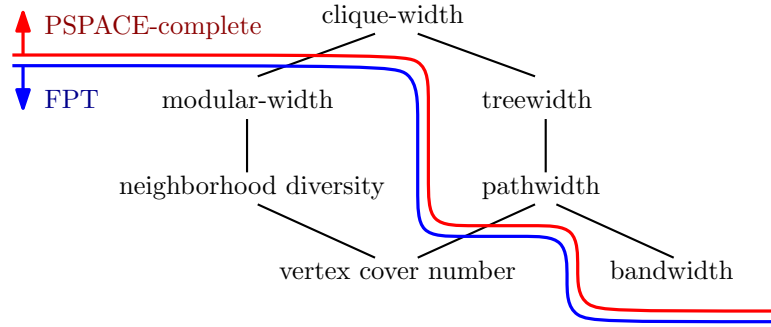 clique-width
PSPACE-complete
FPT
modular-width
treewidth
neighborhood diversity
pathwidth
vertex cover number
bandwidth